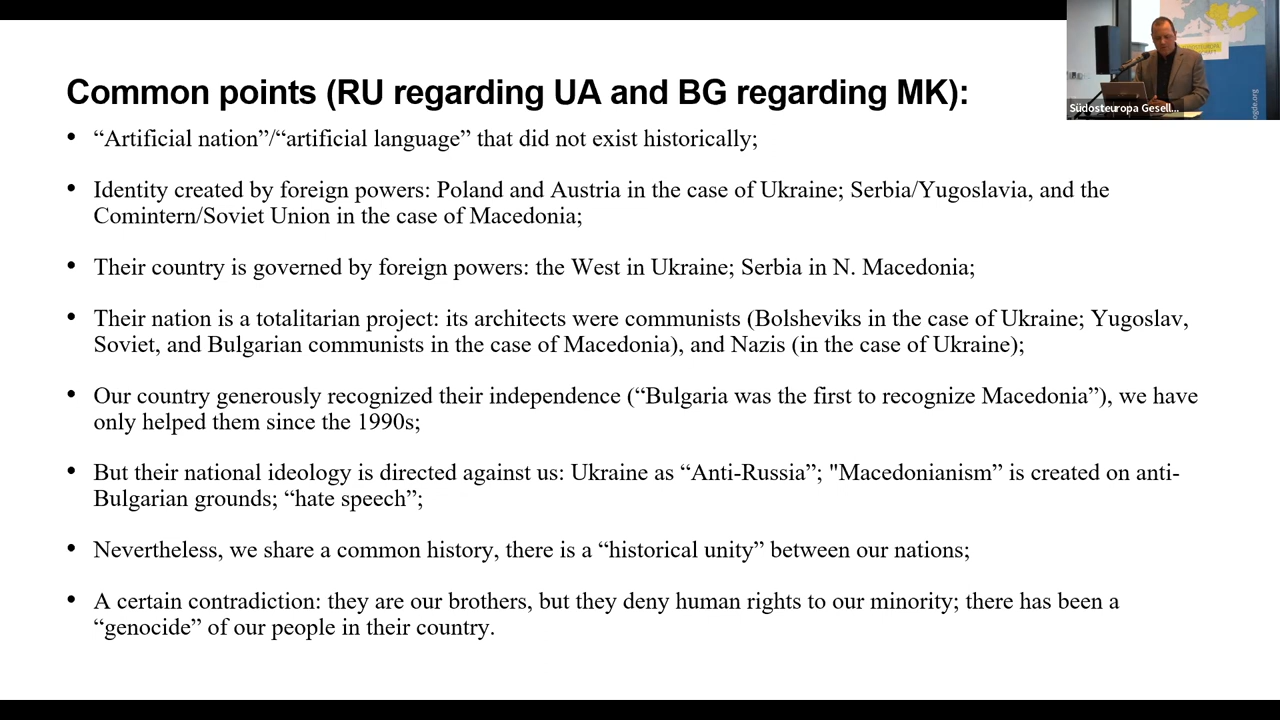 Common points (RU regarding UA and BG regarding MK):
• “Artificial nation”/“artificial language” that did not exist historically;
• Identity created by foreign powers: Poland and Austria in the case of Ukraine; Serbia/Yugoslavia, and the
Comintern/Soviet Union in the case of Macedonia;
• Their country is governed by foreign powers: the West in Ukraine; Serbia in N. Macedonia;
• Their nation is a totalitarian project: its architects were communists (Bolsheviks in the case of Ukraine; Yugoslav,
Soviet, and Bulgarian communists in the case of Macedonia), and Nazis (in the case of Ukraine);
• Our country generously recognized their independence (“Bulgaria was the first to recognize Macedonia”), we have
only helped them since the 1990s;
• But their national ideology is directed against us: Ukraine as “Anti-Russia”; "Macedonianism” is created on anti-
Bulgarian grounds; “hate speech”;
• Nevertheless, we share a common history, there is a “historical unity” between our nations;
• A certain contradiction: they are our brothers, but they deny human rights to our minority; there has been a
“genocide” of our people in their country.
Südosteuropa Gesell...